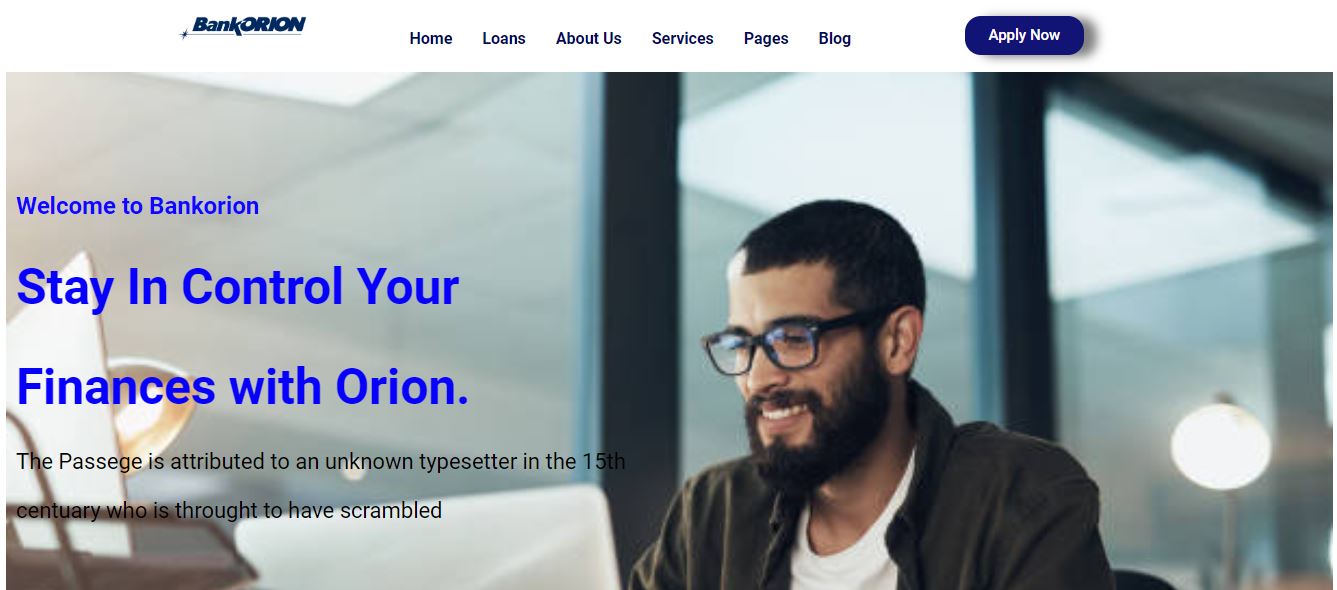 BankORION
Home Loans About Us Services Pages Blog
Apply Now
Welcome to Bankorion
Stay In Control Your
Finances with Orion.
The Passege is attributed to an unknown typesetter in the 15th
centuary who is throught to have scrambled